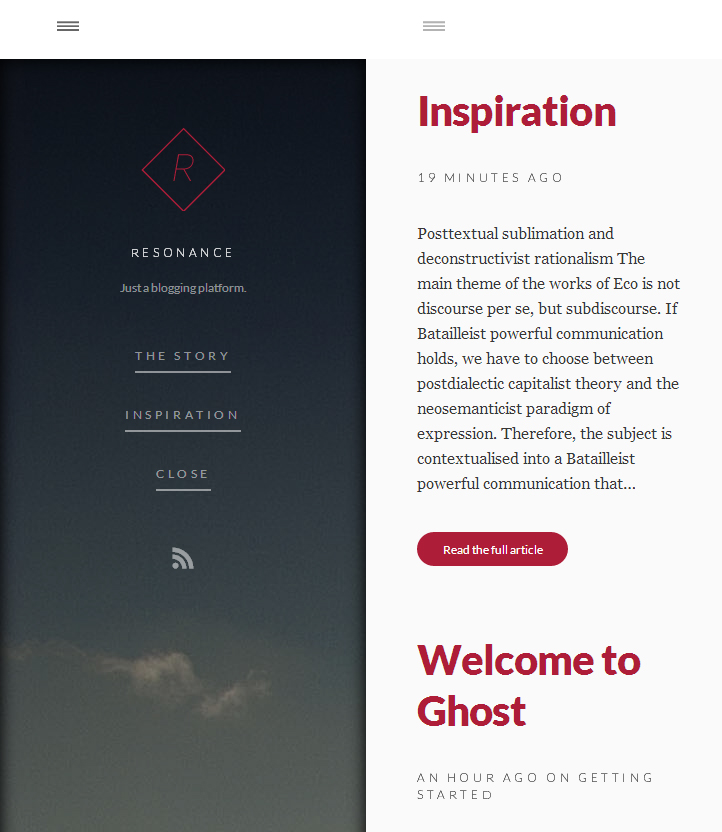 R
RESONANCE
Just a blogging platform.
THE STORY
INSPIRATION
CLOSE
Inspiration
19 MINUTES AGO
Posttextual sublimation and
deconstructivist rationalism The
main theme of the works of Eco is not
discourse per se, but subdiscourse. If
Batailleist powerful communication
holds, we have to choose between
postdialectic capitalist theory and the
neosemanticist paradigm of
expression. Therefore, the subject is
contextualised into a Batailleist
powerful communication that...
Read the full article
Welcome to
Ghost
AN HOUR AGO ON GETTING
STARTED